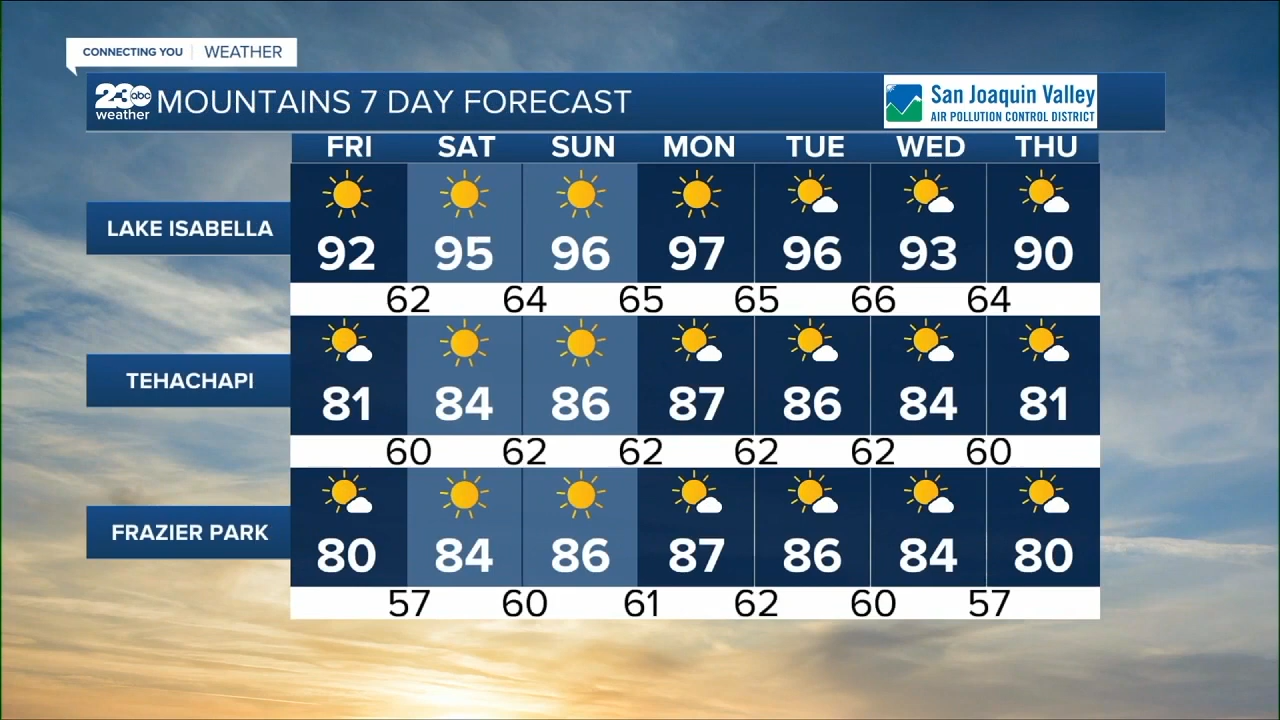 CONNECTING YOU WEATHER
23abc
weather
MOUNTAINS 7 DAY FORECAST
San Joaquin Valley
AIR POLLUTION CONTROL DISTRICT
FRI SAT SUN MON TUE WED THU
LAKE ISABELLA
92 95 96 97 96 93 90
62 64 65 65 66 64
TEHACHAPI
81 84 86 87 86 84 81
60 62 62 62 62 60
FRAZIER PARK
80 84 86 87 86 84 80
57 60 61 62 60 57